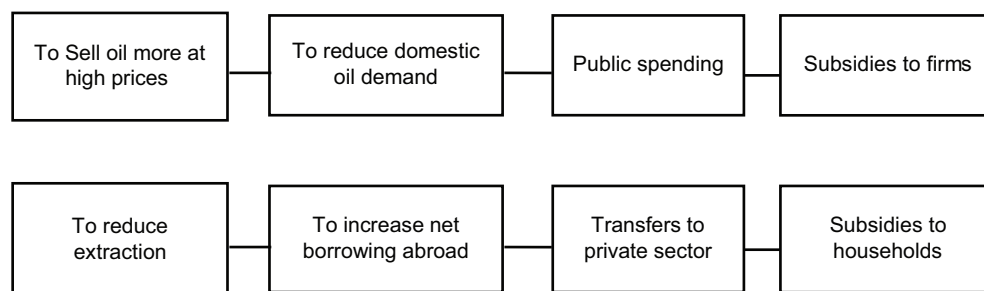 To Sell oil more at
high prices
To reduce domestic
oil demand
Public spending
Subsidies to firms
To reduce
extraction
To increase net
borrowing abroad
Transfers to
private sector
Subsidies to
households